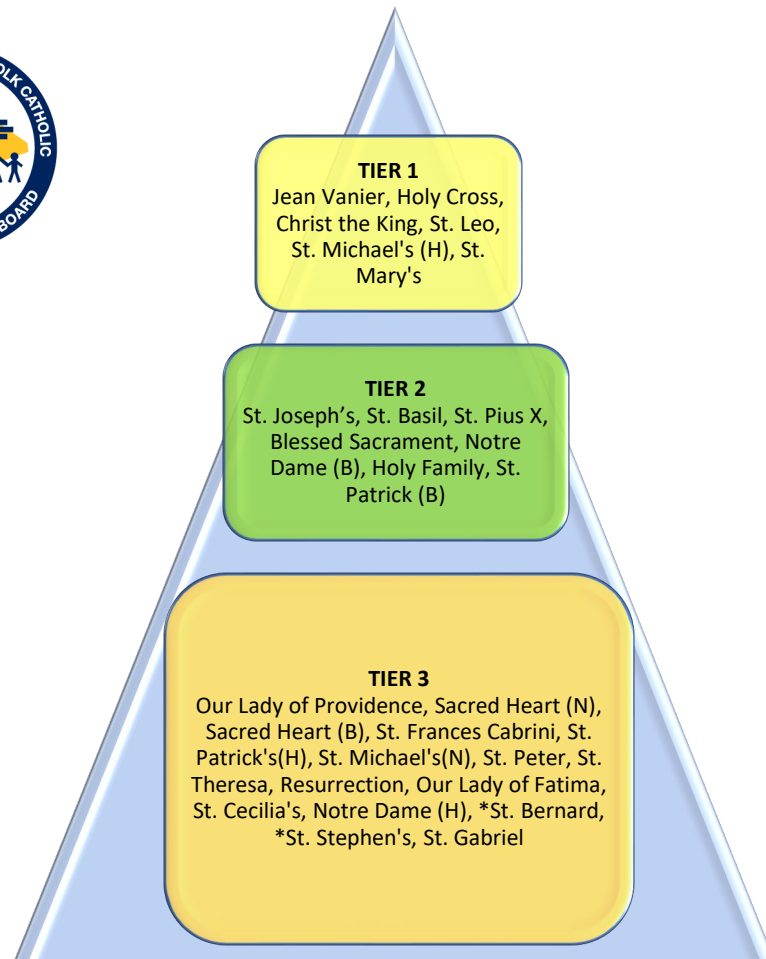 OLK CATHOLIC
BOARD
TIER 1
Jean Vanier, Holy Cross,
Christ the King, St. Leo,
St. Michael's (H), St.
Mary's
TIER 2
St. Joseph’s, St. Basil, St. Pius X,
Blessed Sacrament, Notre
Dame (B), Holy Family, St.
Patrick (B)
TIER 3
Our Lady of Providence, Sacred Heart (N),
Sacred Heart (B), St. Frances Cabrini, St.
Patrick's(H), St. Michael's(N), St. Peter, St.
Theresa, Resurrection, Our Lady of Fatima,
St. Cecilia's, Notre Dame (H), *St. Bernard,
*St. Stephen's, St. Gabriel